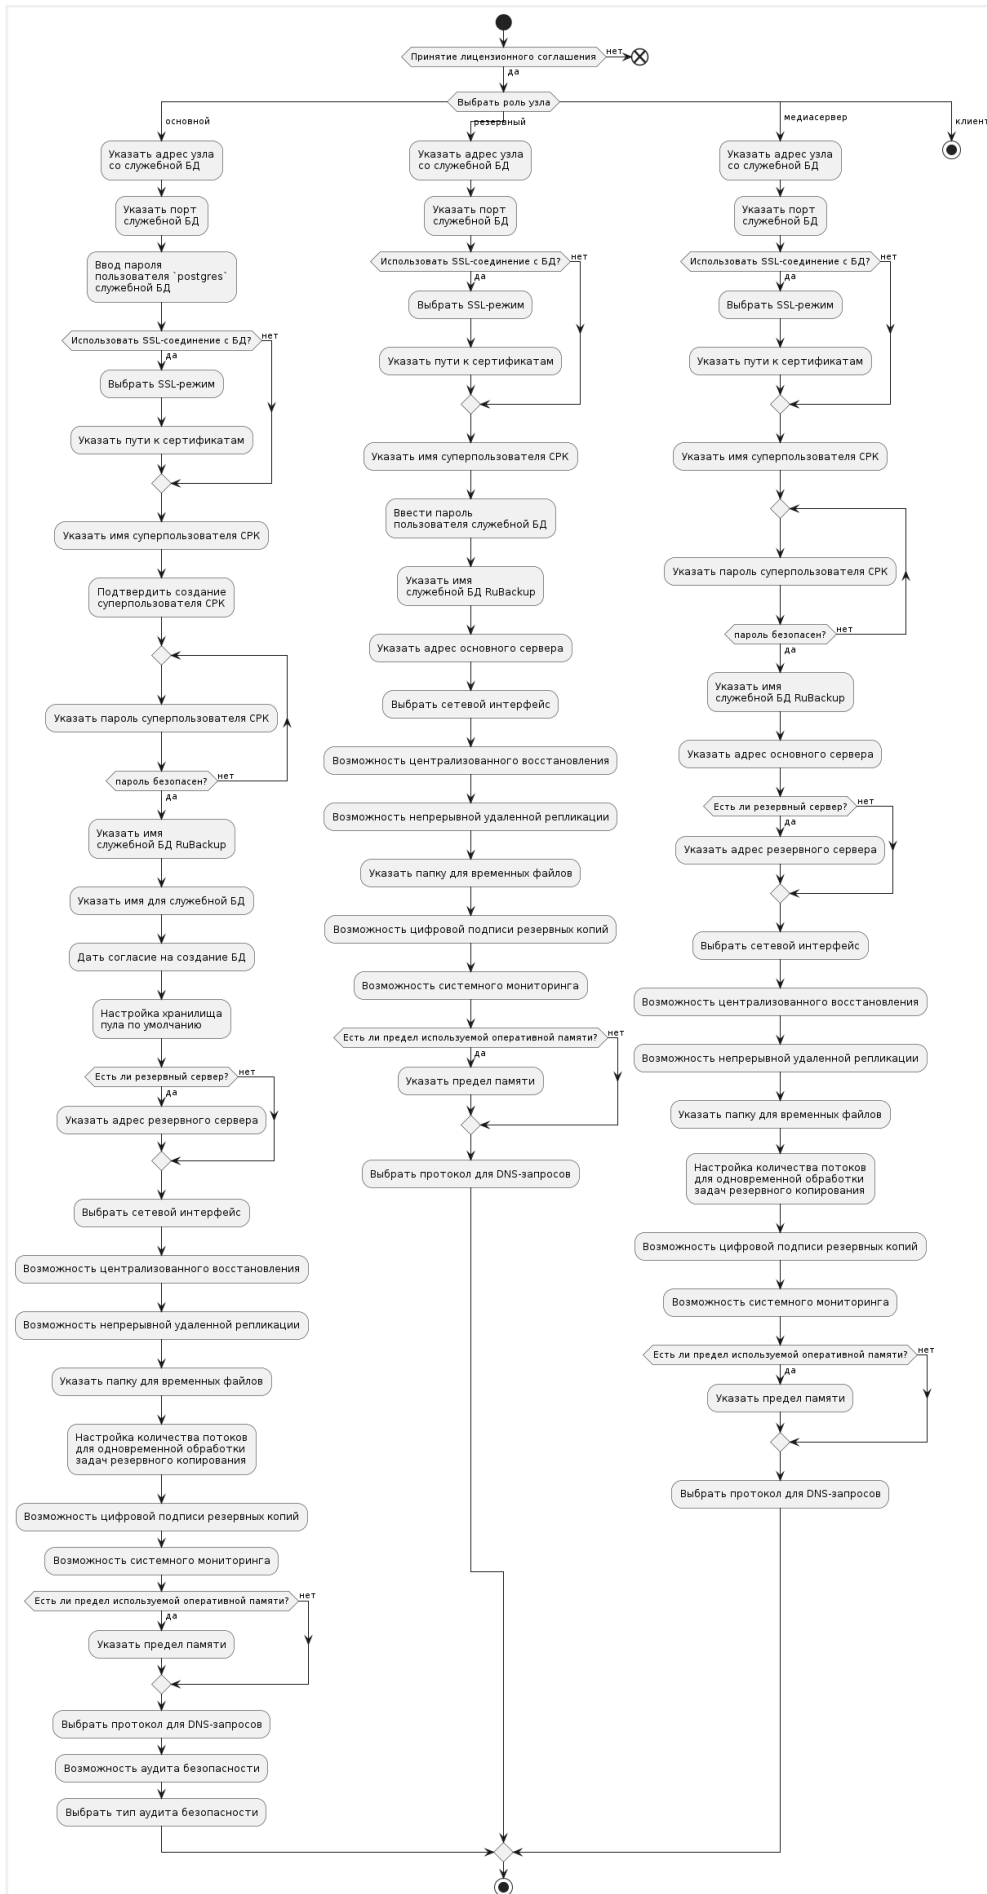 Принятие лицензионного соглашения
нет
да
Выбрать роль узла
основной
Указать адрес узла
со служебной БД
Указать порт
служебной БД
Ввод пароля
пользователя `postgres`
служебной БД
Использовать SSL-соединение с БД?
нет
да
Выбрать SSL-режим
Указать пути к сертификатам
Указать имя суперпользователя СРК
Подтвердить создание
суперпользователя СРК
Указать пароль суперпользователя СРК
пароль безопасен?
нет
да
Указать имя
служебной БД RuBackup
Указать имя для служебной БД
Дать согласие на создание БД
Настройка хранилища
пула по умолчанию
Есть ли резервный сервер?
нет
да
Указать адрес резервного сервера
Выбрать сетевой интерфейс
Возможность централизованного восстановления
Возможность непрерывной удаленной репликации
Указать папку для временных файлов
Настройка количества потоков
для одновременной обработки
задач резервного копирования
Возможность цифровой подписи резервных копий
Возможность системного мониторинга
Есть ли предел используемой оперативной памяти?
нет
да
Указать предел памяти
Выбрать протокол для DNS-запросов
Возможность аудита безопасности
Выбрать тип аудита безопасности
резервный
Указать адрес узла
со служебной БД
Указать порт
служебной БД
Использовать SSL-соединение с БД?
нет
да
Выбрать SSL-режим
Указать пути к сертификатам
Указать имя суперпользователя СРК
Ввести пароль
пользователя служебной БД
Указать имя
служебной БД RuBackup
Указать адрес основного сервера
Выбрать сетевой интерфейс
Возможность централизованного восстановления
Возможность непрерывной удаленной репликации
Указать папку для временных файлов
Возможность цифровой подписи резервных копий
Возможность системного мониторинга
Есть ли предел используемой оперативной памяти?
нет
да
Указать предел памяти
Выбрать протокол для DNS-запросов
медиасервер
Указать адрес узла
со служебной БД
Указать порт
служебной БД
Использовать SSL-соединение с БД?
нет
да
Выбрать SSL-режим
Указать пути к сертификатам
Указать имя суперпользователя СРК
Указать пароль суперпользователя СРК
пароль безопасен?
нет
да
Указать имя
служебной БД RuBackup
Указать адрес основного сервера
Есть ли резервный сервер?
нет
да
Указать адрес резервного сервера
Выбрать сетевой интерфейс
Возможность централизованного восстановления
Возможность непрерывной удаленной репликации
Указать папку для временных файлов
Настройка количества потоков
для одновременной обработки
задач резервного копирования
Возможность цифровой подписи резервных копий
Возможность системного мониторинга
Есть ли предел используемой оперативной памяти?
нет
да
Указать предел памяти
Выбрать протокол для DNS-запросов
клиент